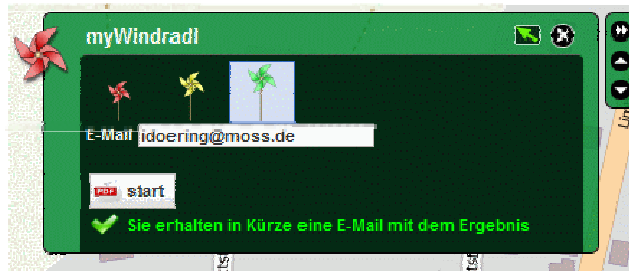 myWindradl
E-Mail idoering@moss.de
PDF start
Sie erhalten in Kürze eine E-Mail mit dem Ergebnis